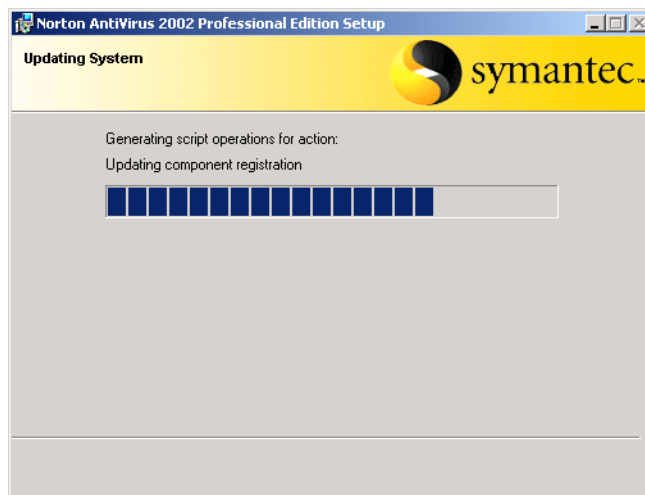 Norton AntiVirus 2002 Professional Edition Setup
Updating System
symantec.
Generating script operations for action:
Updating component registration